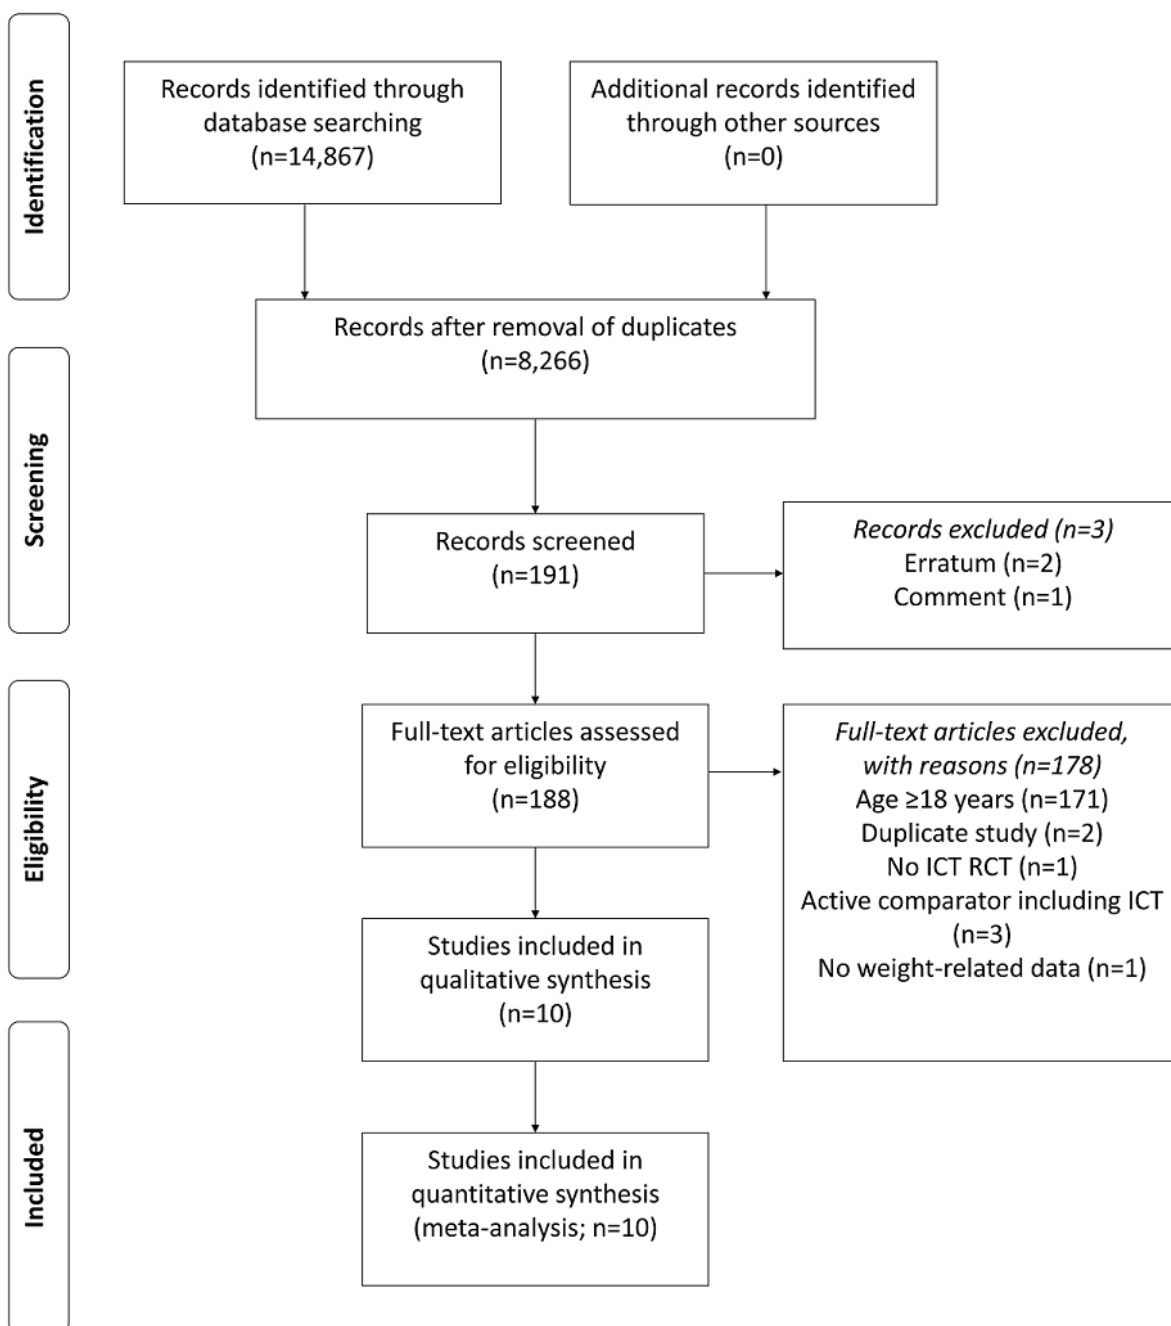 Identification
Records identified through
database searching
(n=14,867)
Additional records identified
through other sources
(n=0)
Records after removal of duplicates
(n=8,266)
Screening
Records screened
(n=191)
Records excluded (n=3)
Erratum (n=2)
Comment (n=1)
Eligibility
Full-text articles assessed
for eligibility
(n=188)
Full-text articles excluded,
with reasons (n=178)
Age ≥18 years (n=171)
Duplicate study (n=2)
No ICT RCT (n=1)
Active comparator including ICT
(n=3)
No weight-related data (n=1)
Studies included in
qualitative synthesis
(n=10)
Included
Studies included in
quantitative synthesis
(meta-analysis; n=10)